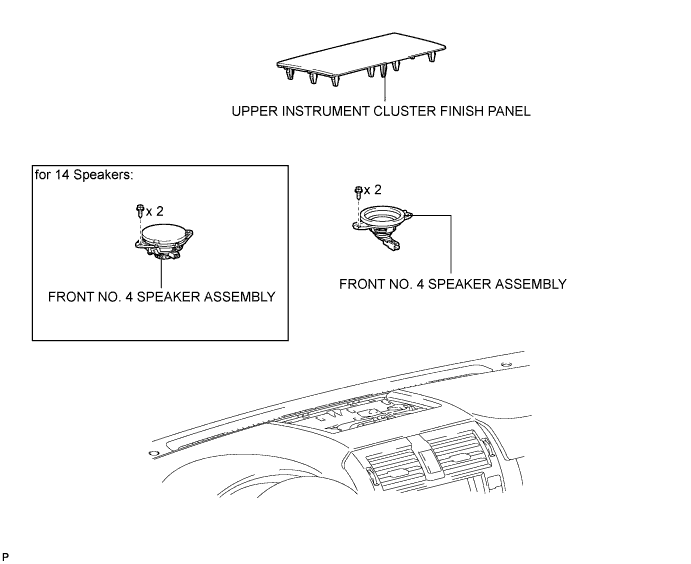 UPPER INSTRUMENT CLUSTER FINISH PANEL
for 14 Speakers:
x 2
FRONT NO. 4 SPEAKER ASSEMBLY
x 2
FRONT NO. 4 SPEAKER ASSEMBLY
P